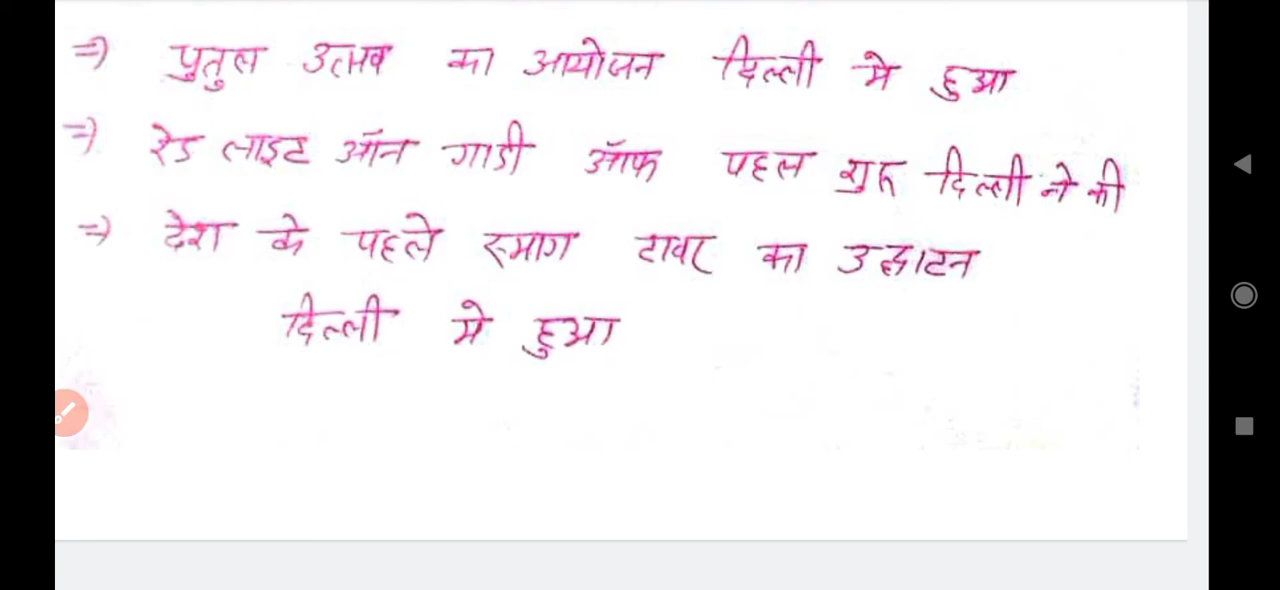 ⇒ पुतुल उत्सव का आयोजन दिल्ली मे हुआ
⇒ रेड लाइट ऑन गाडी ऑफ पहल शुरू दिल्ली ने की
⇒ देश के पहले स्माग टावर का उद्घाटन
दिल्ली मे हुआ